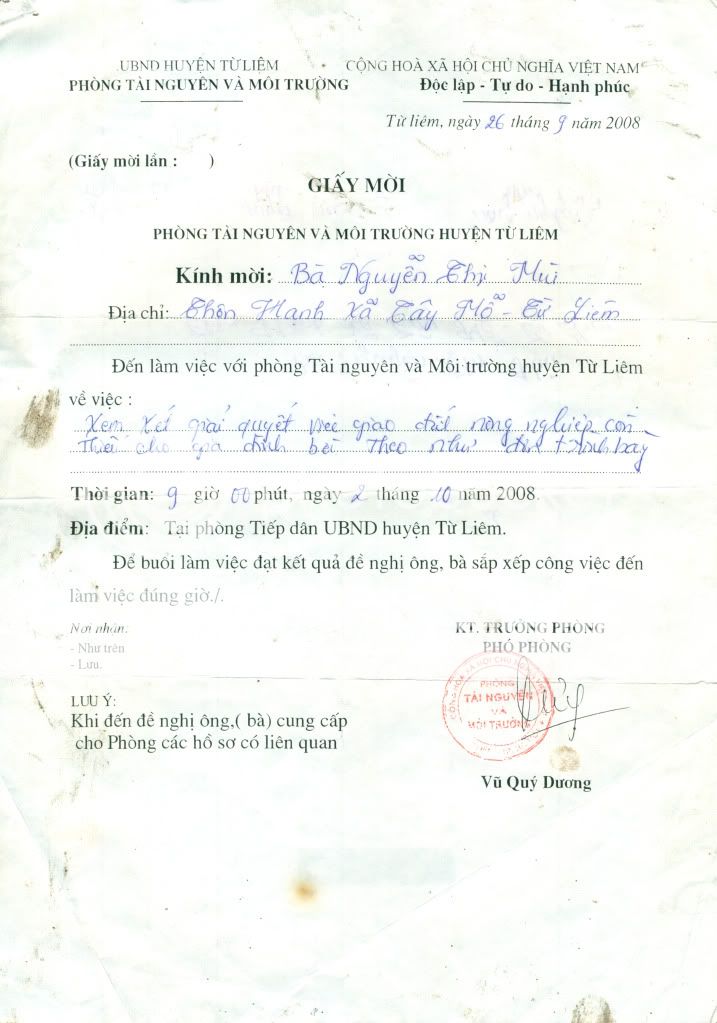 UBND HUYỆN TỪ LIÊM
PHÒNG TÀI NGUYÊN VÀ MÔI TRƯỜNG
CỘNG HOÀ XÃ HỘI CHỦ NGHĨA VIỆT NAM
Độc lập - Tự do - Hạnh phúc
Từ liêm, ngày 26 tháng 9 năm 2008
(Giấy mời lần : )
GIẤY MỜI
PHÒNG TÀI NGUYÊN VÀ MÔI TRƯỜNG HUYỆN TỪ LIÊM
Kính mời: Bà Nguyễn Thị Mùi
Địa chỉ: Thôn Hạnh Xã Tây Mỗ - Từ Liêm
Đến làm việc với phòng Tài nguyên và Môi trường huyện Từ Liêm
về việc :
Xem xét giải quyết việc giao đất nông nghiệp còn
thiếu cho gia đình bà theo như đơn trình bày
Thời gian: 9 giờ 00 phút, ngày 2 tháng 10 năm 2008.
Địa điểm: Tại phòng Tiếp dân UBND huyện Từ Liêm.
Để buổi làm việc đạt kết quả đề nghị ông, bà sắp xếp công việc đến
làm việc đúng giờ./.
Nơi nhận:
- Như trên
- Lưu.
KT. TRƯỞNG PHÒNG
PHÓ PHÒNG
PHÒNG
TÀI NGUYÊN
VÀ
MÔI TRƯỜNG
LƯU Ý:
Khi đến đề nghị ông,( bà) cung cấp
cho Phòng các hồ sơ có liên quan
Vũ Quý Dương